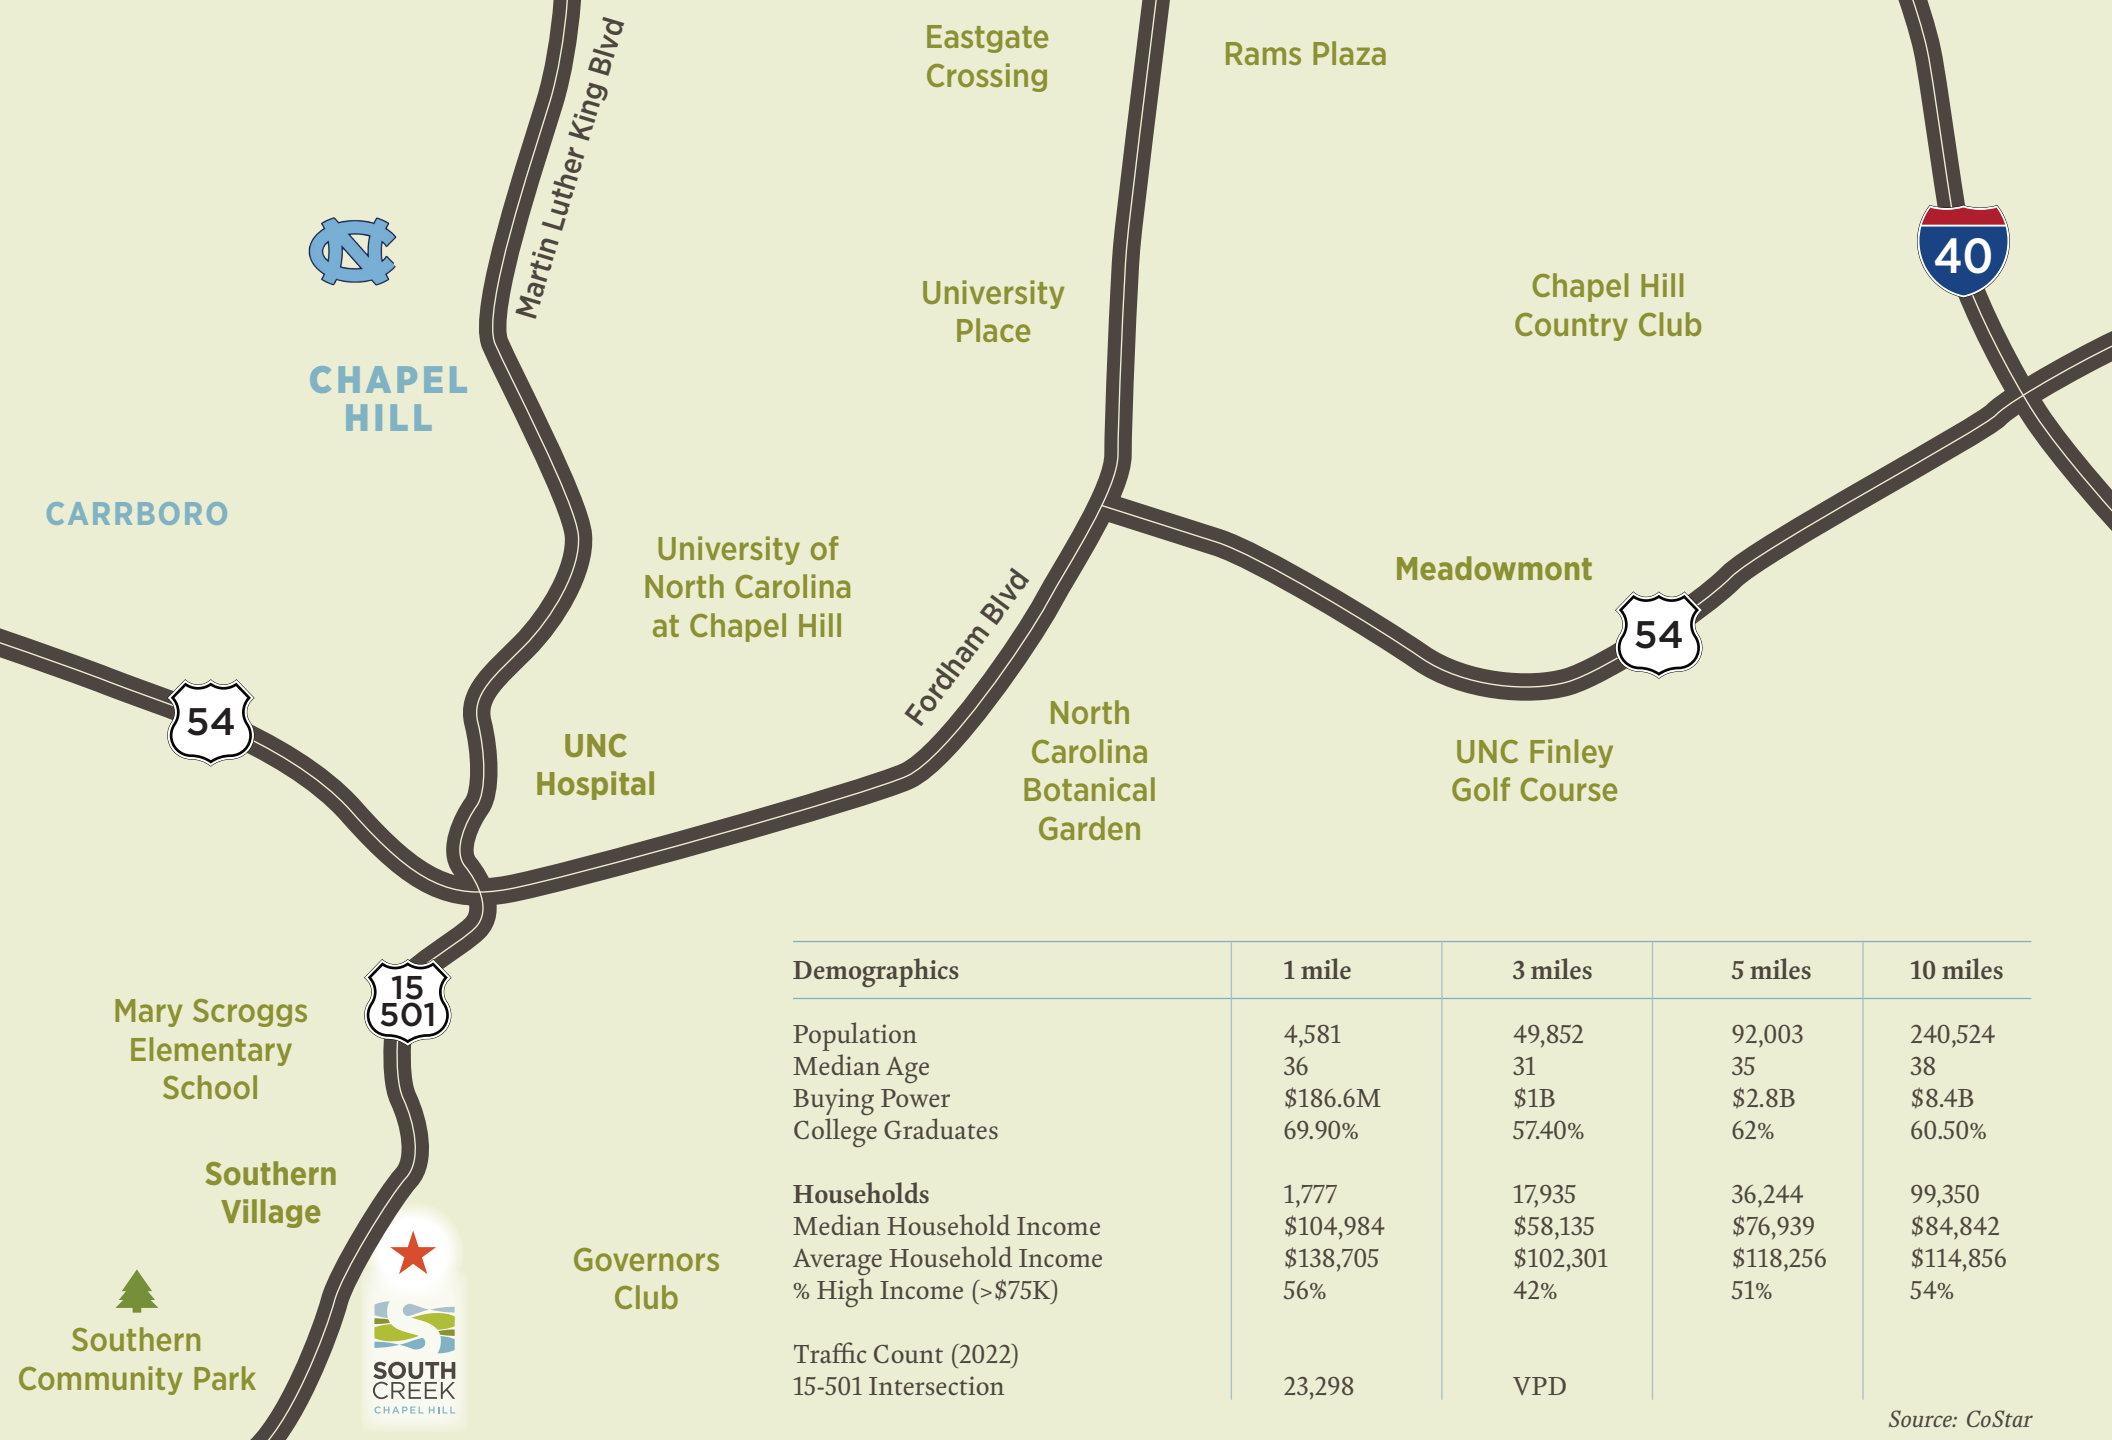 Martin Luther King Blvd
Eastgate
Crossing
Rams Plaza
40
University
Place
Chapel Hill
Country Club
CHAPEL
HILL
CARRBORO
University of
North Carolina
at Chapel Hill
Fordham Blvd
Meadowmont
54
54
UNC
Hospital
North
Carolina
Botanical
Garden
UNC Finley
Golf Course
15
501
Mary Scroggs
Elementary
School
Southern
Village
Governors
Club
Southern
Community Park
SOUTH
CREEK
CHAPEL HILL
Demographics 1 mile 3 miles 5 miles 10 miles
Population 4,581 49,852 92,003 240,524
Median Age 36 31 35 38
Buying Power $186.6M $1B $2.8B $8.4B
College Graduates 69.90% 57.40% 62% 60.50%
Households 1,777 17,935 36,244 99,350
Median Household Income $104,984 $58,135 $76,939 $84,842
Average Household Income $138,705 $102,301 $118,256 $114,856
% High Income (>$75K) 56% 42% 51% 54%
Traffic Count (2022)
15-501 Intersection 23,298 VPD
Source: CoStar